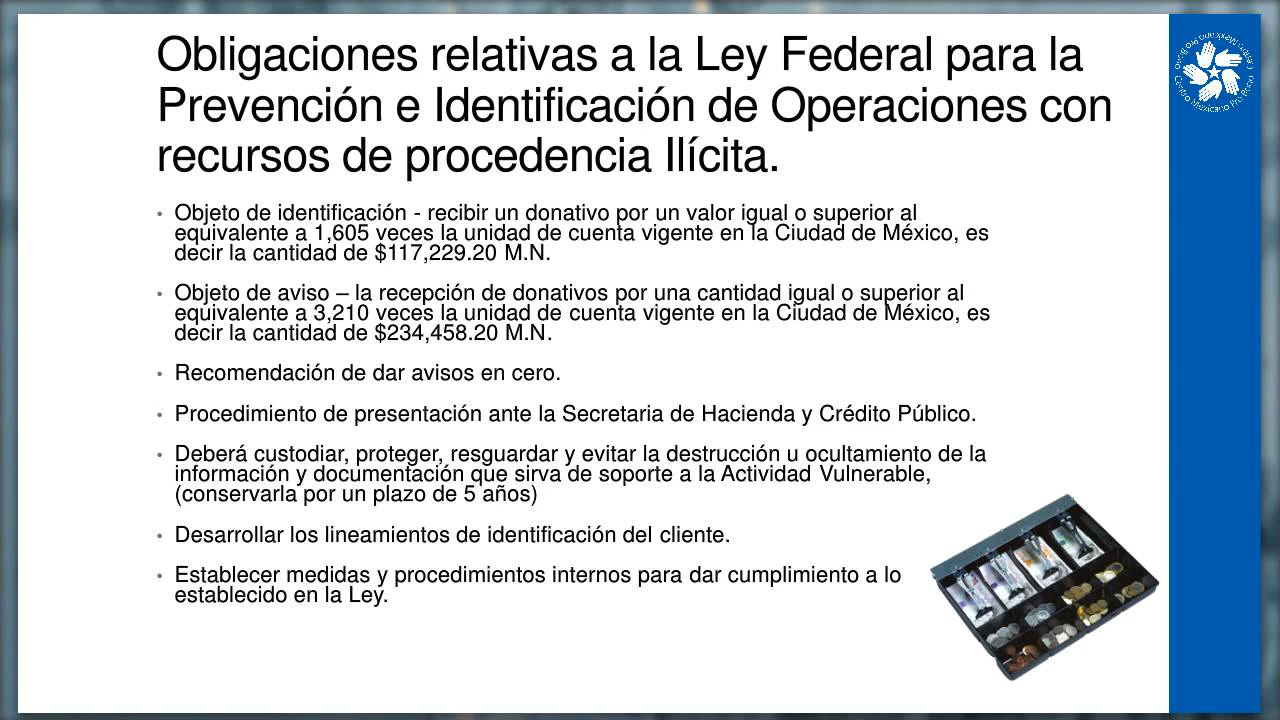 Obligaciones relativas a la Ley Federal para la
Prevención e Identificación de Operaciones con
recursos de procedencia Ilícita.
• Objeto de identificación - recibir un donativo por un valor igual o superior al
equivalente a 1,605 veces la unidad de cuenta vigente en la Ciudad de México, es
decir la cantidad de $117,229.20 M.N.
• Objeto de aviso – la recepción de donativos por una cantidad igual o superior al
equivalente a 3,210 veces la unidad de cuenta vigente en la Ciudad de México, es
decir la cantidad de $234,458.20 M.N.
• Recomendación de dar avisos en cero.
• Procedimiento de presentación ante la Secretaria de Hacienda y Crédito Público.
• Deberá custodiar, proteger, resguardar y evitar la destrucción u ocultamiento de la
información y documentación que sirva de soporte a la Actividad Vulnerable,
(conservarla por un plazo de 5 años)
• Desarrollar los lineamientos de identificación del cliente.
• Establecer medidas y procedimientos internos para dar cumplimiento a lo
establecido en la Ley.
Centro Mexicano Pro Bono